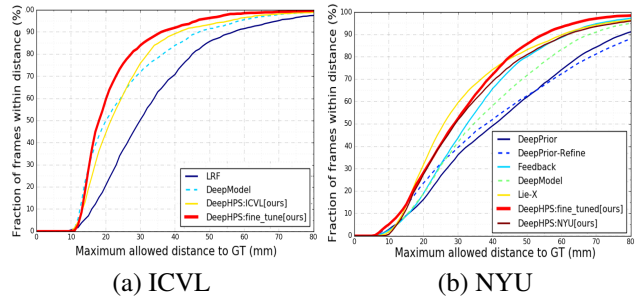 Fraction of frames within distance (%)
100
90
80
70
60
50
40
30
20
10
0
0 10 20 30 40 50 60 70 80
Maximum allowed distance to GT (mm)
LRF
DeepModel
DeepHPS:ICVL[ours]
DeepHPS:fine_tune[ours]
(a) ICVL
Fraction of frames within distance (%)
100
90
80
70
60
50
40
30
20
10
0
0 10 20 30 40 50 60 70 80
Maximum allowed distance to GT (mm)
DeepPrior
DeepPrior-Refine
Feedback
DeepModel
Lie-X
DeepHPS:fine_tuned[ours]
DeepHPS:NYU[ours]
(b) NYU